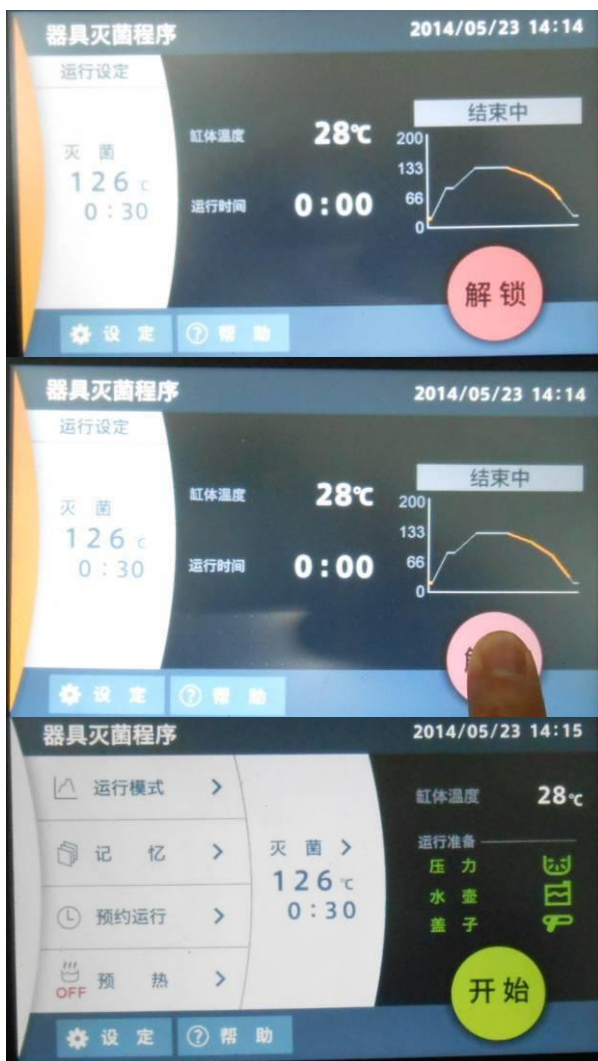 器具灭菌程序
2014/05/23 14:14
运行设定
灭 菌
126℃
0:30
缸体温度 28℃
运行时间 0:00
结束中
200
133
66
0
解锁
设 定
帮 助
器具灭菌程序
2014/05/23 14:14
运行设定
灭 菌
126℃
0:30
缸体温度 28℃
运行时间 0:00
结束中
200
133
66
0
设 定
帮 助
器具灭菌程序
2014/05/23 14:15
运行模式
记 忆
预约运行
OFF 预 热
灭 菌
126℃
0:30
缸体温度 28℃
运行准备
压 力
水 壶
盖 子
开始
设 定
帮 助